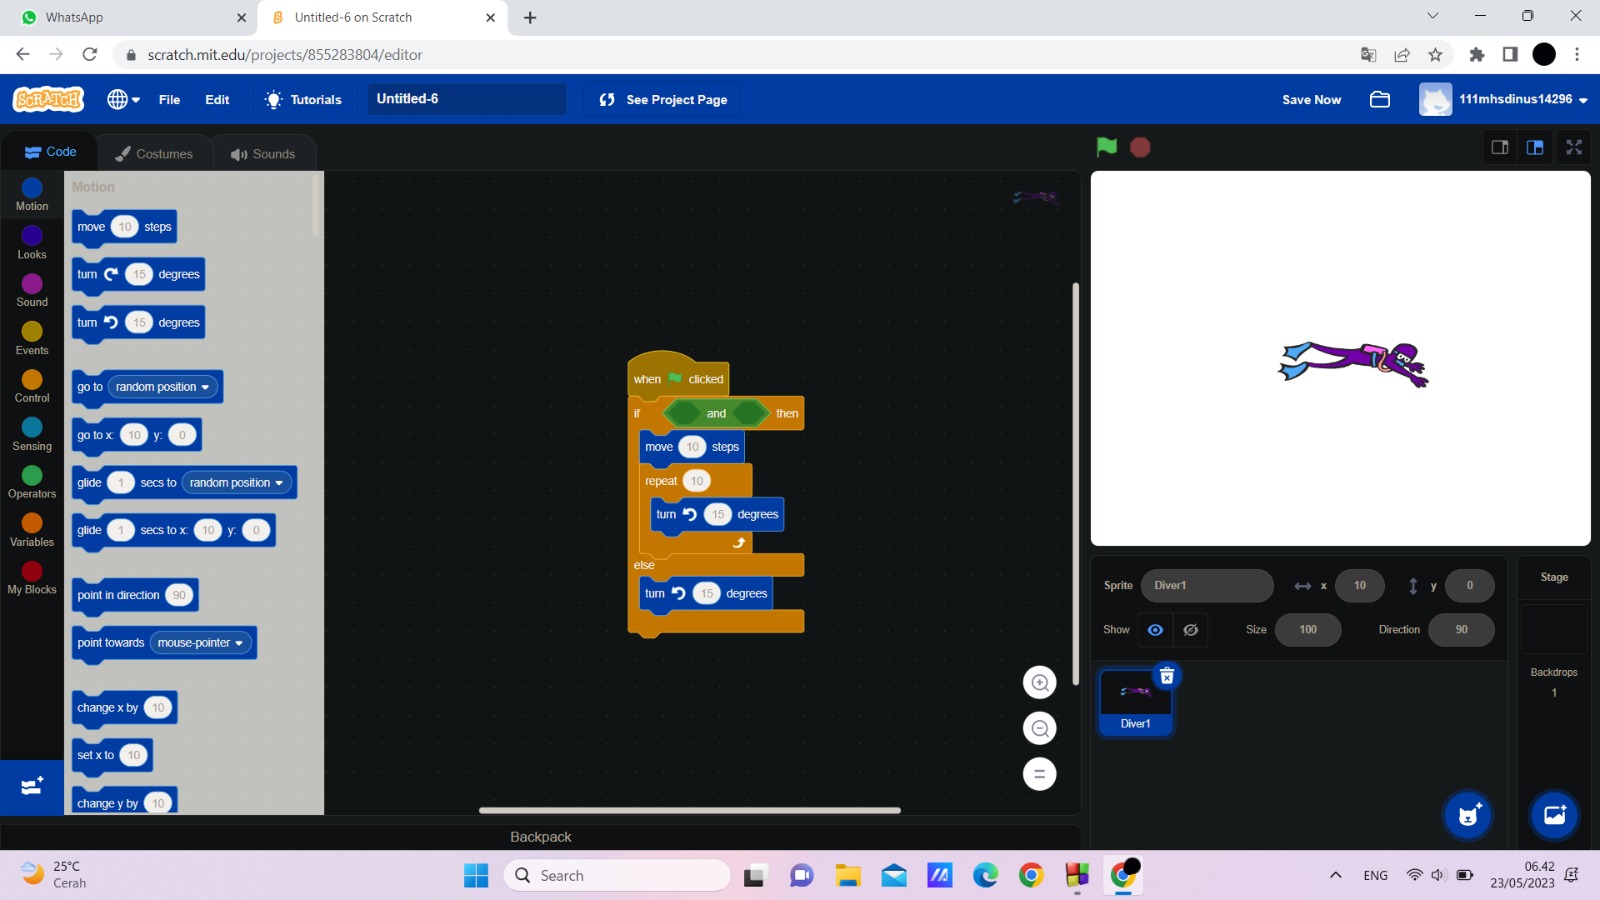 WhatsApp
Untitled-6 on Scratch
scratch.mit.edu/projects/855283804/editor
SCRATCH
File
Edit
Tutorials
Untitled-6
See Project Page
Save Now
111mhsdinus14296
Code
Costumes
Sounds
Motion
Looks
Sound
Events
Control
Sensing
Operators
Variables
My Blocks
Motion
move 10 steps
turn 15 degrees
turn 15 degrees
go to random position
go to x: 10 y: 0
glide 1 secs to random position
glide 1 secs to x: 10 y: 0
point in direction 90
point towards mouse-pointer
change x by 10
set x to 10
change y by 10
when clicked
if and then
move 10 steps
repeat 10
turn 15 degrees
else
turn 15 degrees
Backpack
Sprite Diver1 x 10 y 0
Show Size 100 Direction 90
Diver1
Stage
Backdrops
1
25°C
Cerah
Search
ENG
06.42
23/05/2023